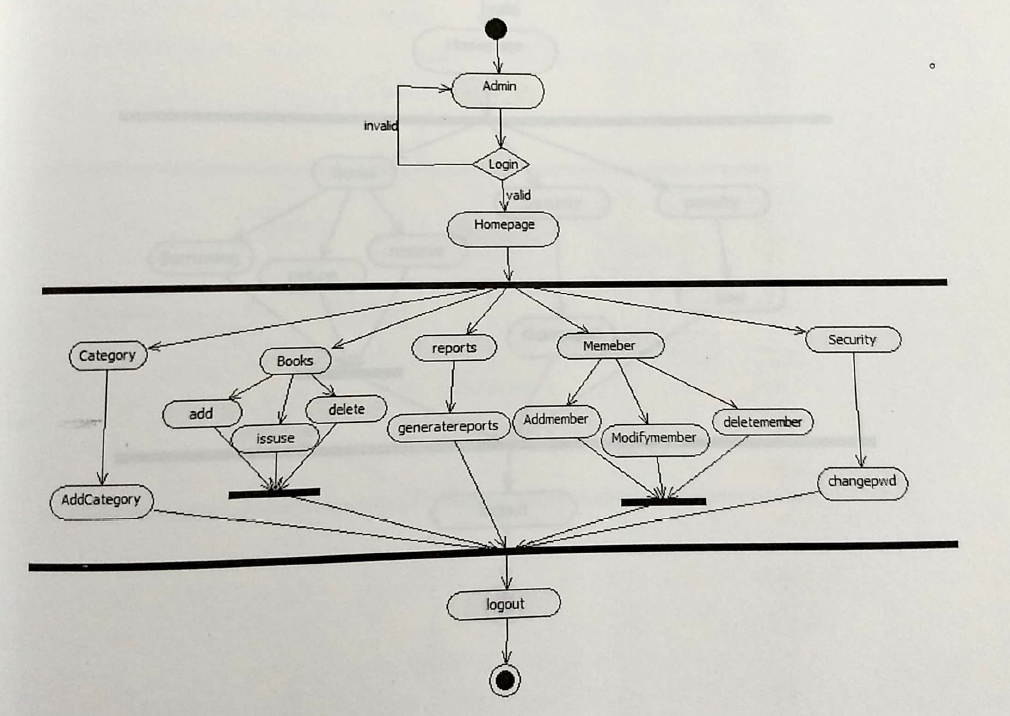 Admin
invalid
Login
valid
Homepage
Category
Books
reports
Memeber
Security
add
issuse
delete
generatereports
Addmember
Modifymember
deletemember
AddCategory
changepwd
logout